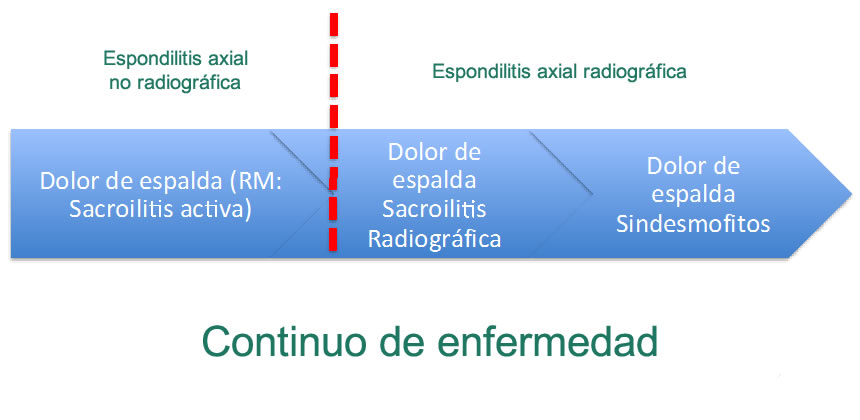 Espondilitis axial
no radiográfica
Espondilitis axial radiográfica
Dolor de espalda (RM:
Sacroilitis activa)
Dolor de
espalda
Sacroilitis
Radiográfica
Dolor de
espalda
Sindesmofitos
Continuo de enfermedad